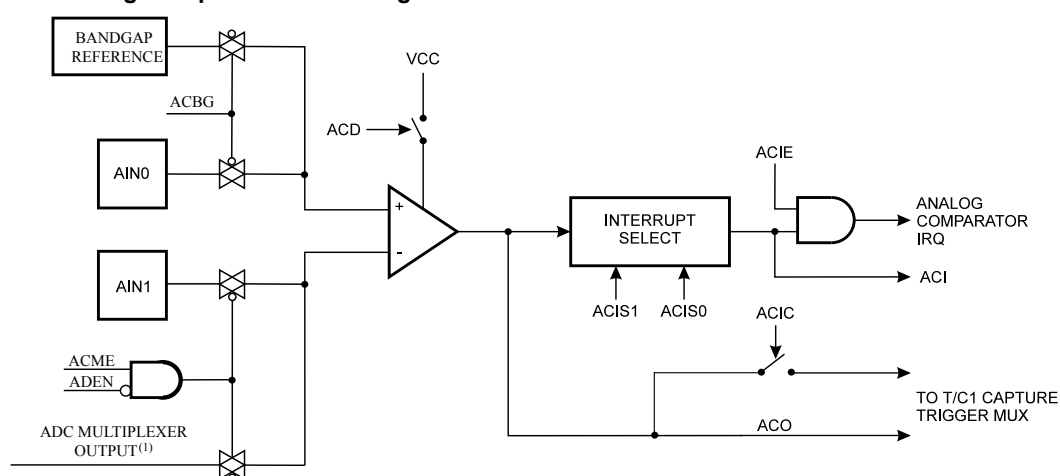 BANDGAP
REFERENCE
VCC
ACBG
ACD
AIN0
ACIE
+
INTERRUPT
SELECT
ANALOG
COMPARATOR
IRQ
-
AIN1
ACI
ACIS1
ACIS0
ACIC
ACME
ADEN
TO T/C1 CAPTURE
TRIGGER MUX
ACO
ADC MULTIPLEXER
OUTPUT(1)